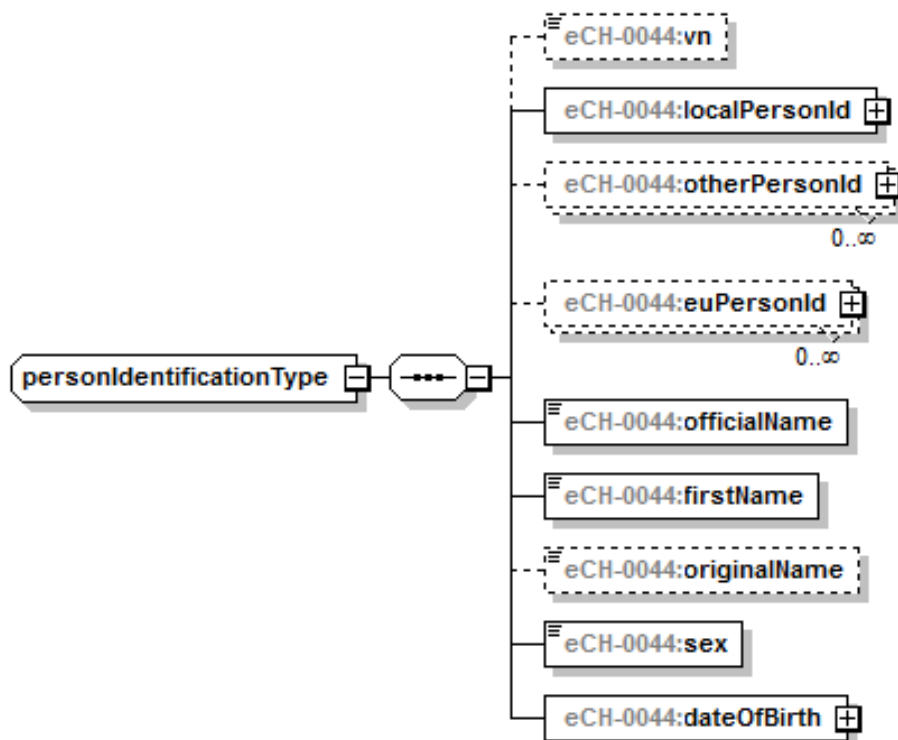 eCH-0044:vn
eCH-0044:localPersonId
eCH-0044:otherPersonId
0..∞
eCH-0044:euPersonId
0..∞
personIdentificationType
eCH-0044:officialName
eCH-0044:firstName
eCH-0044:originalName
eCH-0044:sex
eCH-0044:dateOfBirth